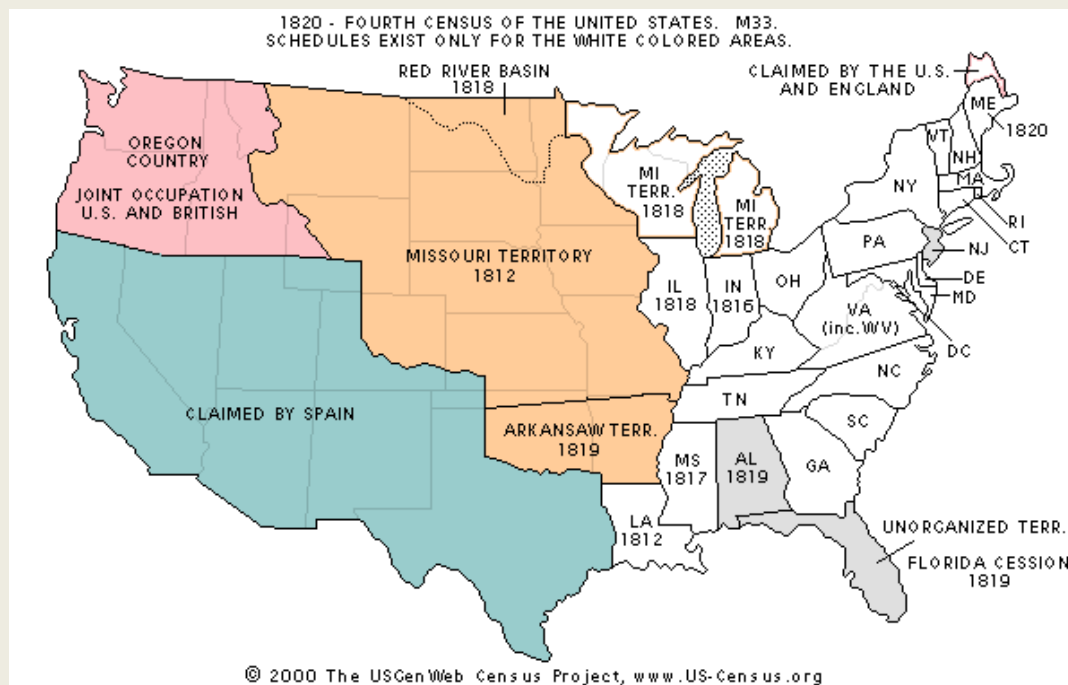 1820 - FOURTH CENSUS OF THE UNITED STATES. M33.
SCHEDULES EXIST ONLY FOR THE WHITE COLORED AREAS.
RED RIVER BASIN
1818
CLAIMED BY THE U.S.
AND ENGLAND
OREGON
COUNTRY
JOINT OCCUPATION
U.S. AND BRITISH
MISSOURI TERRITORY
1812
MI
TERR.
1818
MI
TERR.
1818
ME
1820
VT
NH
MA
NY
RI
CT
PA
NJ
DE
MD
DC
IL
1818
IN
1816
OH
VA
(inc.WV)
KY
NC
TN
SC
CLAIMED BY SPAIN
ARKANSAW TERR.
1819
MS
1817
AL
1819
GA
LA
1812
UNORGANIZED TERR.
FLORIDA CESSION
1819
© 2000 The USGenWeb Census Project, www.US-Census.org